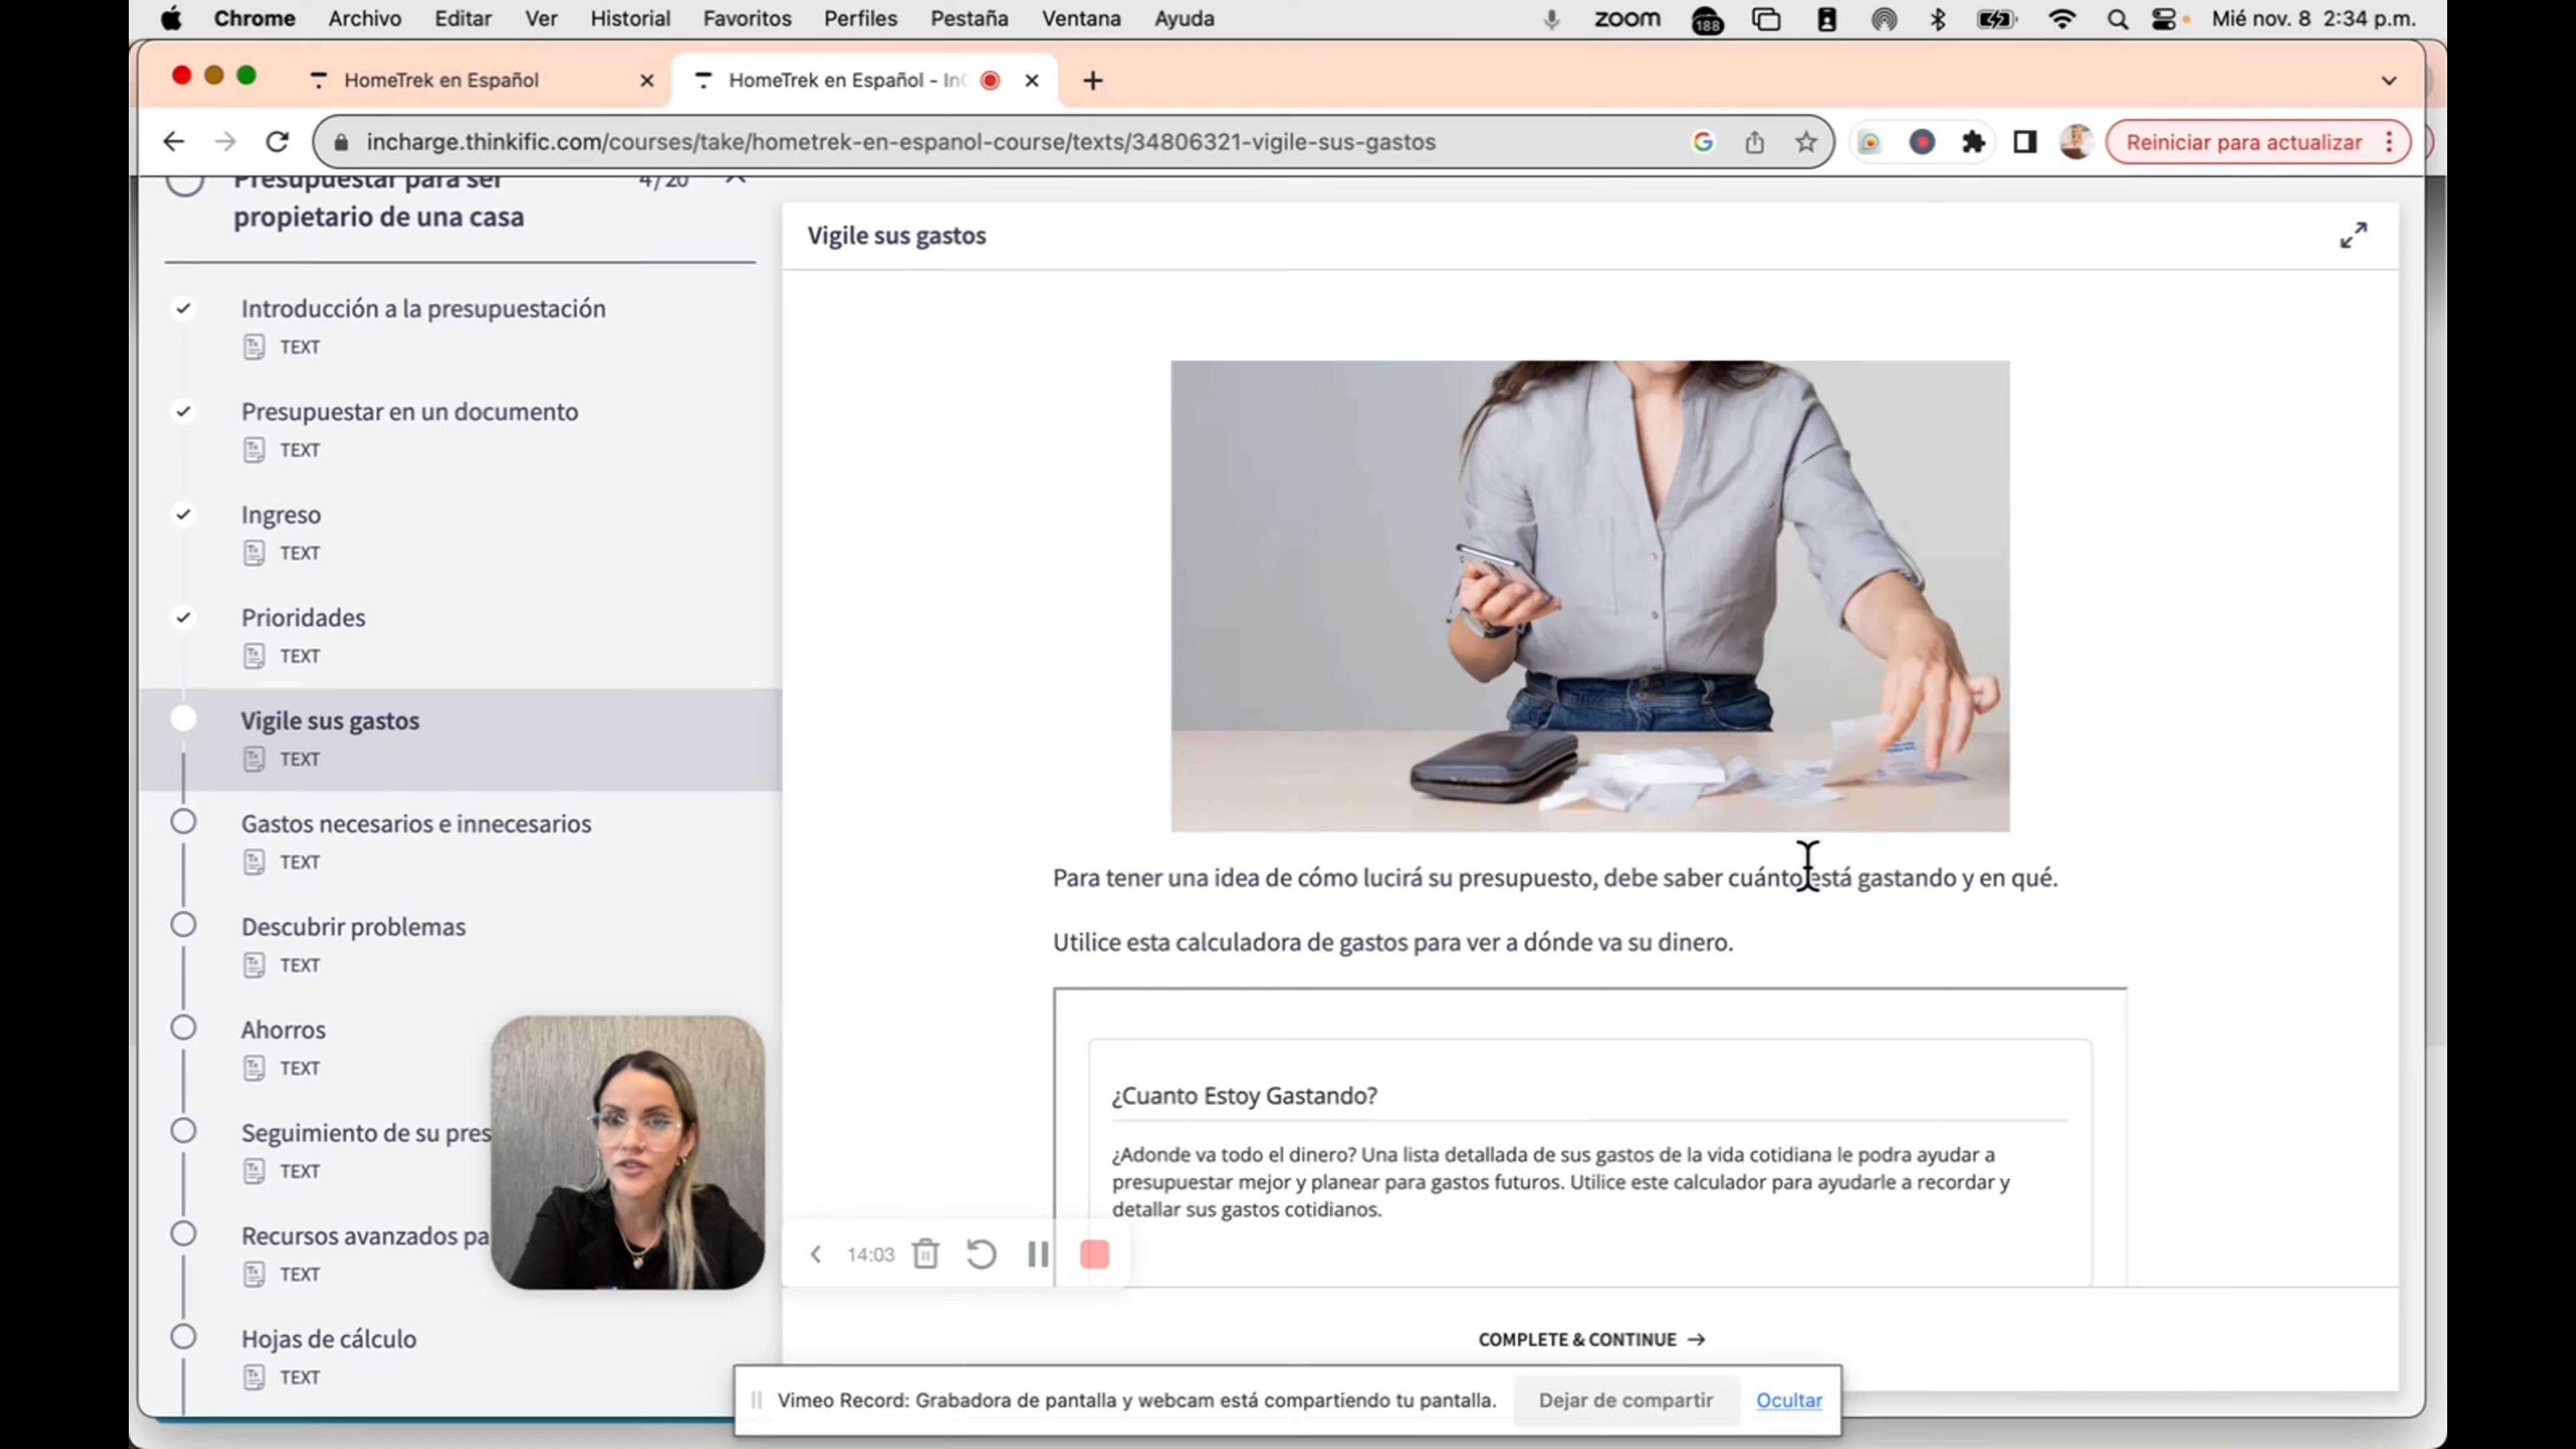 Chrome Archivo Editar Ver Historial Favoritos Perfiles Pestaña Ventana Ayuda
zoom 188 Mié nov. 8 2:34 p.m.
HomeTrek en Español
HomeTrek en Español - In
incharge.thinkific.com/courses/take/hometrek-en-espanol-course/texts/34806321-vigile-sus-gastos
Reiniciar para actualizar
Presupuestar para ser 4/20
propietario de una casa
Introducción a la presupuestación
TEXT
Presupuestar en un documento
TEXT
Ingreso
TEXT
Prioridades
TEXT
Vigile sus gastos
TEXT
Gastos necesarios e innecesarios
TEXT
Descubrir problemas
TEXT
Ahorros
TEXT
Seguimiento de su pres
TEXT
Recursos avanzados pa
TEXT
Hojas de cálculo
TEXT
Vigile sus gastos
Para tener una idea de cómo lucirá su presupuesto, debe saber cuánto está gastando y en qué.
Utilice esta calculadora de gastos para ver a dónde va su dinero.
¿Cuanto Estoy Gastando?
¿Adonde va todo el dinero? Una lista detallada de sus gastos de la vida cotidiana le podra ayudar a
presupuestar mejor y planear para gastos futuros. Utilice este calculador para ayudarle a recordar y
detallar sus gastos cotidianos.
14:03
COMPLETE & CONTINUE →
Vimeo Record: Grabadora de pantalla y webcam está compartiendo tu pantalla. Dejar de compartir Ocultar